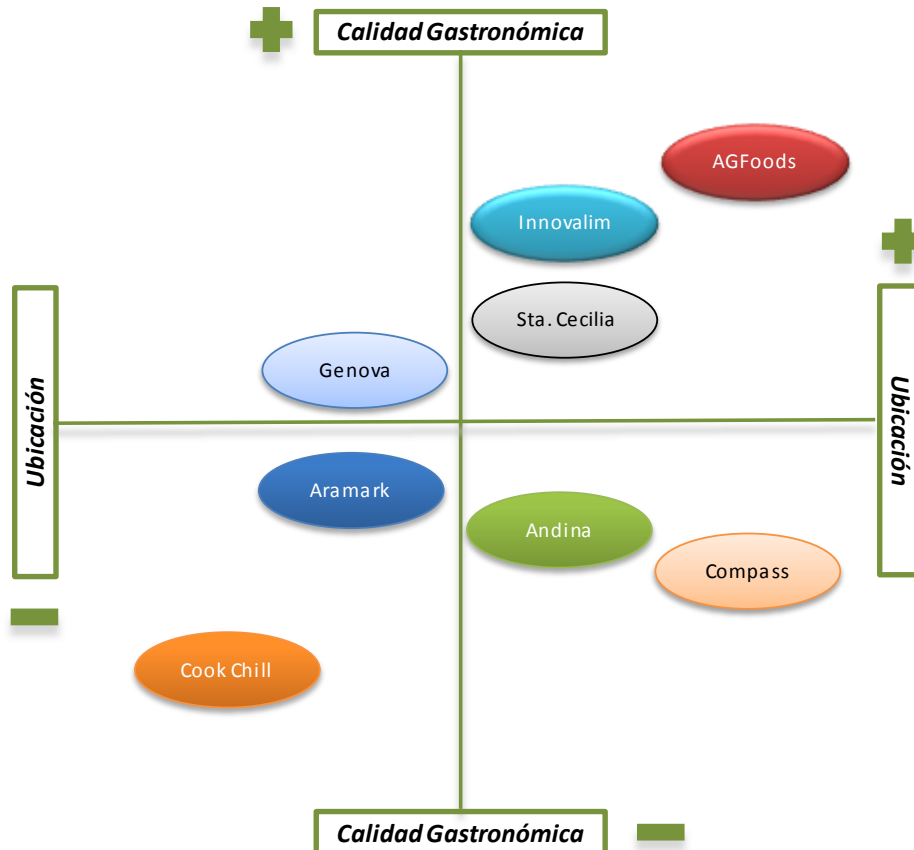 Calidad Gastronómica
AGFoods
Innovalim
Sta. Cecilia
Genova
Ubicación
Ubicación
Aramark
Andina
Compass
Cook Chill
Calidad Gastronómica